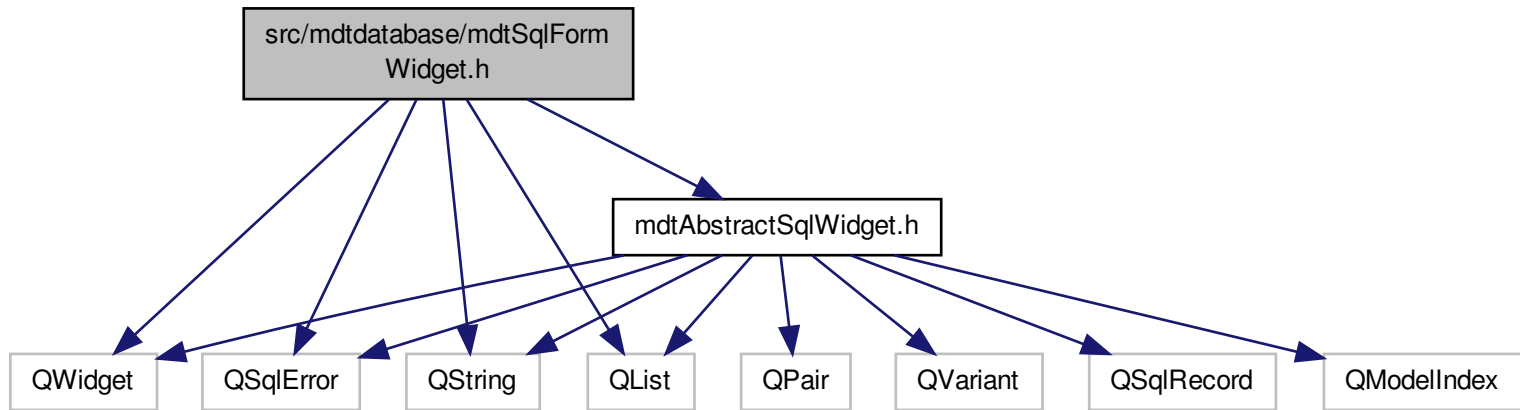 src/mdtdatabase/mdtSqlForm
Widget.h
mdtAbstractSqlWidget.h
QWidget
QSqlError
QString
QList
QPair
QVariant
QSqlRecord
QModelIndex